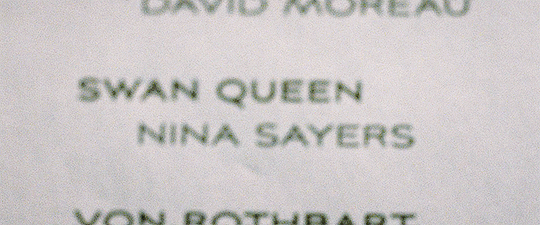 DAVID MOREAU
SWAN QUEEN
NINA SAYERS
VON ROTHBART